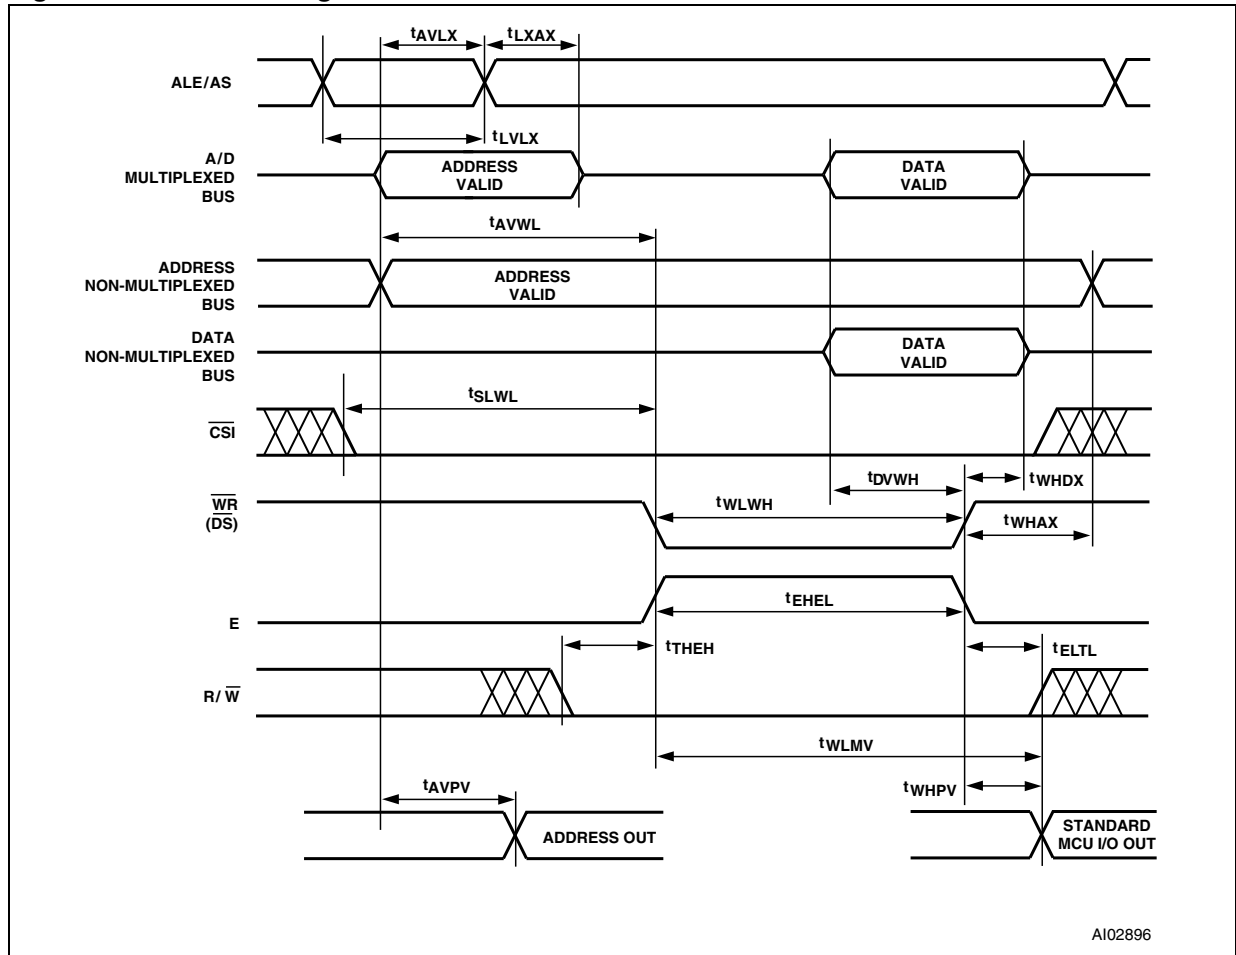 tAVLX tLXAX
ALE/AS
tLVLX
A/D
MULTIPLEXED
BUS
ADDRESS
VALID
DATA
VALID
tAVWL
ADDRESS
NON-MULTIPLEXED
BUS
ADDRESS
VALID
DATA
NON-MULTIPLEXED
BUS
DATA
VALID
tSLWL
CSI
tDVWH tWHDX
WR
(DS)
tWLWH
tWHAX
tEHEL
E
tTHEH tELTL
R/W
tWLMV
tAVPV tWHPV
ADDRESS OUT
STANDARD
MCU I/O OUT
AI02896